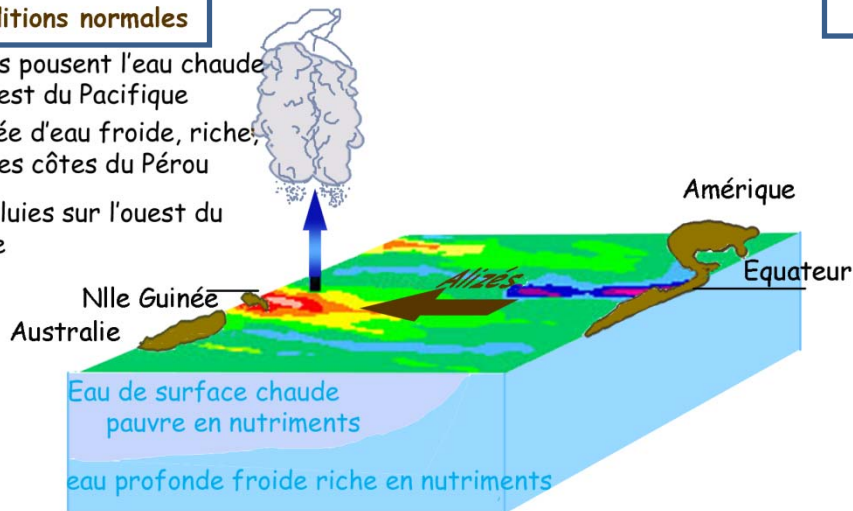 ditions normales
s pousent l'eau chaude
est du Pacifique
ée d'eau froide, riche,
es côtes du Pérou
luies sur l'ouest du
e
Amérique
Equateur
Alizés
Nlle Guinée
Australie
Eau de surface chaude
pauvre en nutriments
eau profonde froide riche en nutriments